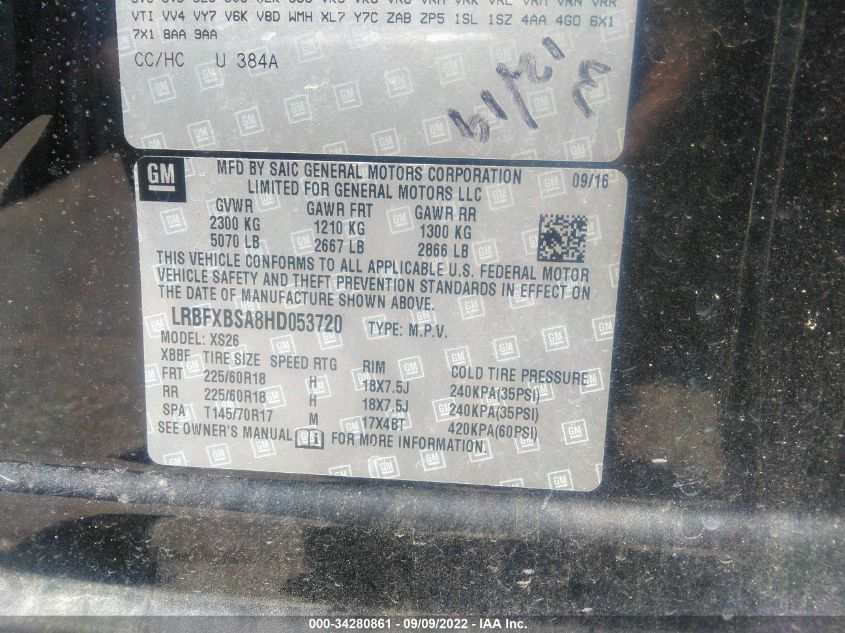 VTI VV4 VY7 V6K V8D WMH XL7 Y7C ZAB ZP5 1SL 1SZ 4AA 4G0 6X1
7X1 8AA 9AA
CC/HC U 384A
GM
MFD BY SAIC GENERAL MOTORS CORPORATION
LIMITED FOR GENERAL MOTORS LLC
09/16
GVWR GAWR FRT GAWR RR
2300 KG 1210 KG 1300 KG
5070 LB 2667 LB 2866 LB
THIS VEHICLE CONFORMS TO ALL APPLICABLE U.S. FEDERAL MOTOR
VEHICLE SAFETY AND THEFT PREVENTION STANDARDS IN EFFECT ON
THE DATE OF MANUFACTURE SHOWN ABOVE.
LRBFXBSA8HD053720 TYPE: M.P.V.
MODEL: XS26
XBBF TIRE SIZE SPEED RTG RIM COLD TIRE PRESSURE
FRT 225/60R18 H 18X7.5J 240KPA(35PSI)
RR 225/60R18 H 18X7.5J 240KPA(35PSI)
SPA T145/70R17 M 17X4BT 420KPA(60PSI)
SEE OWNER'S MANUAL FOR MORE INFORMATION.
000-34280861 - 09/09/2022 - IAA Inc.